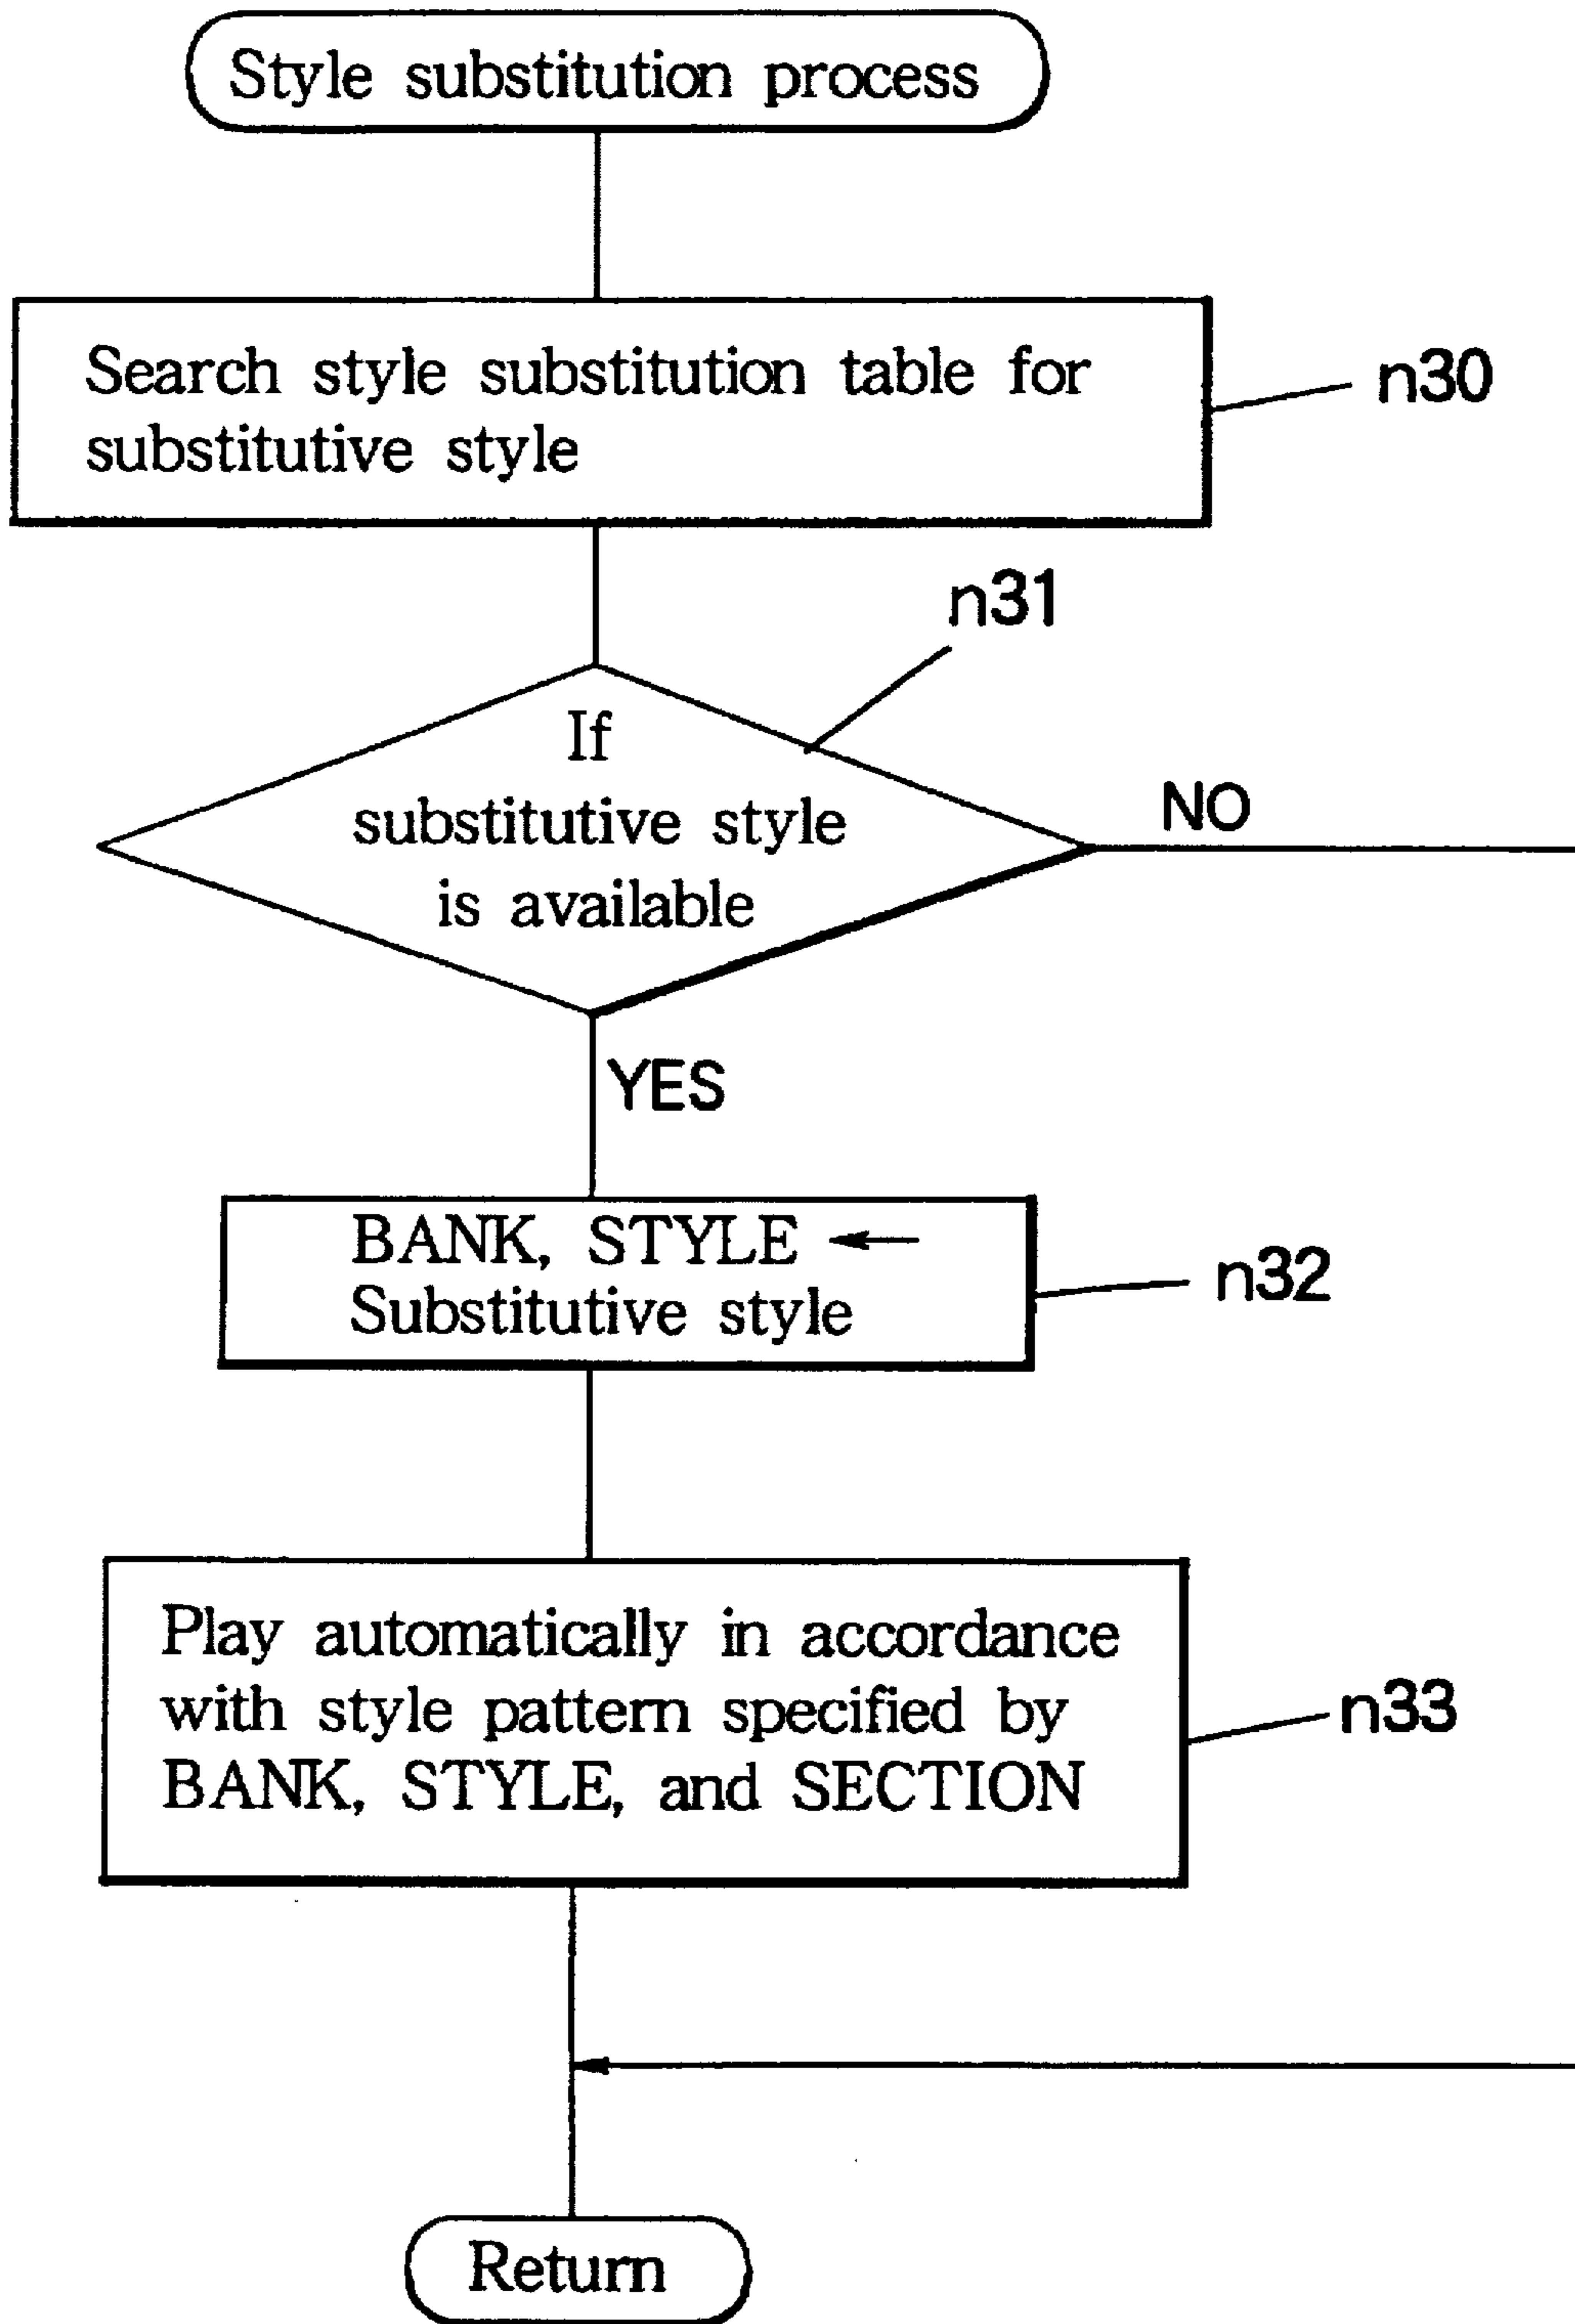 Style substitution process
Search style substitution table for
substitutive style
n30
n31
If
substitutive style
is available
NO
YES
BANK, STYLE ←
Substitutive style
n32
Play automatically in accordance
with style pattern specified by
BANK, STYLE, and SECTION
n33
Return